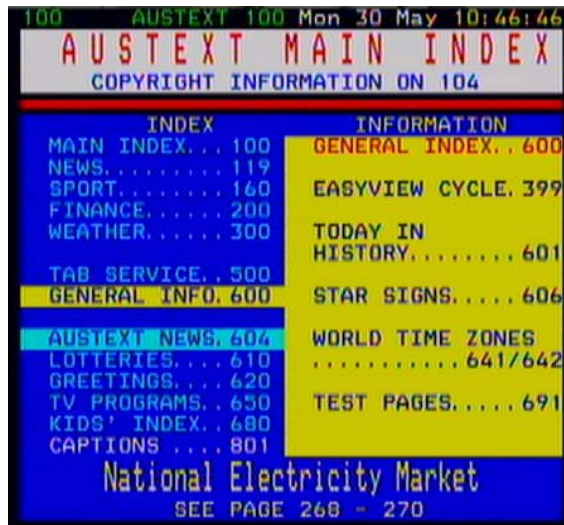 100 AUSTEXT 100 Mon 30 May 10:46:46
AUSTEXT MAIN INDEX
COPYRIGHT INFORMATION ON 104
INDEX
MAIN INDEX...100
NEWS.........119
SPORT........160
FINANCE......200
WEATHER......300
TAB SERVICE..500
GENERAL INFO.600
AUSTEXT NEWS.604
LOTTERIES....610
GREETINGS....620
TV PROGRAMS..650
KIDS' INDEX..680
CAPTIONS ....801
INFORMATION
GENERAL INDEX..600
EASYVIEW CYCLE.399
TODAY IN
HISTORY........601
STAR SIGNS.....606
WORLD TIME ZONES
...........641/642
TEST PAGES.....691
National Electricity Market
SEE PAGE 268 - 270